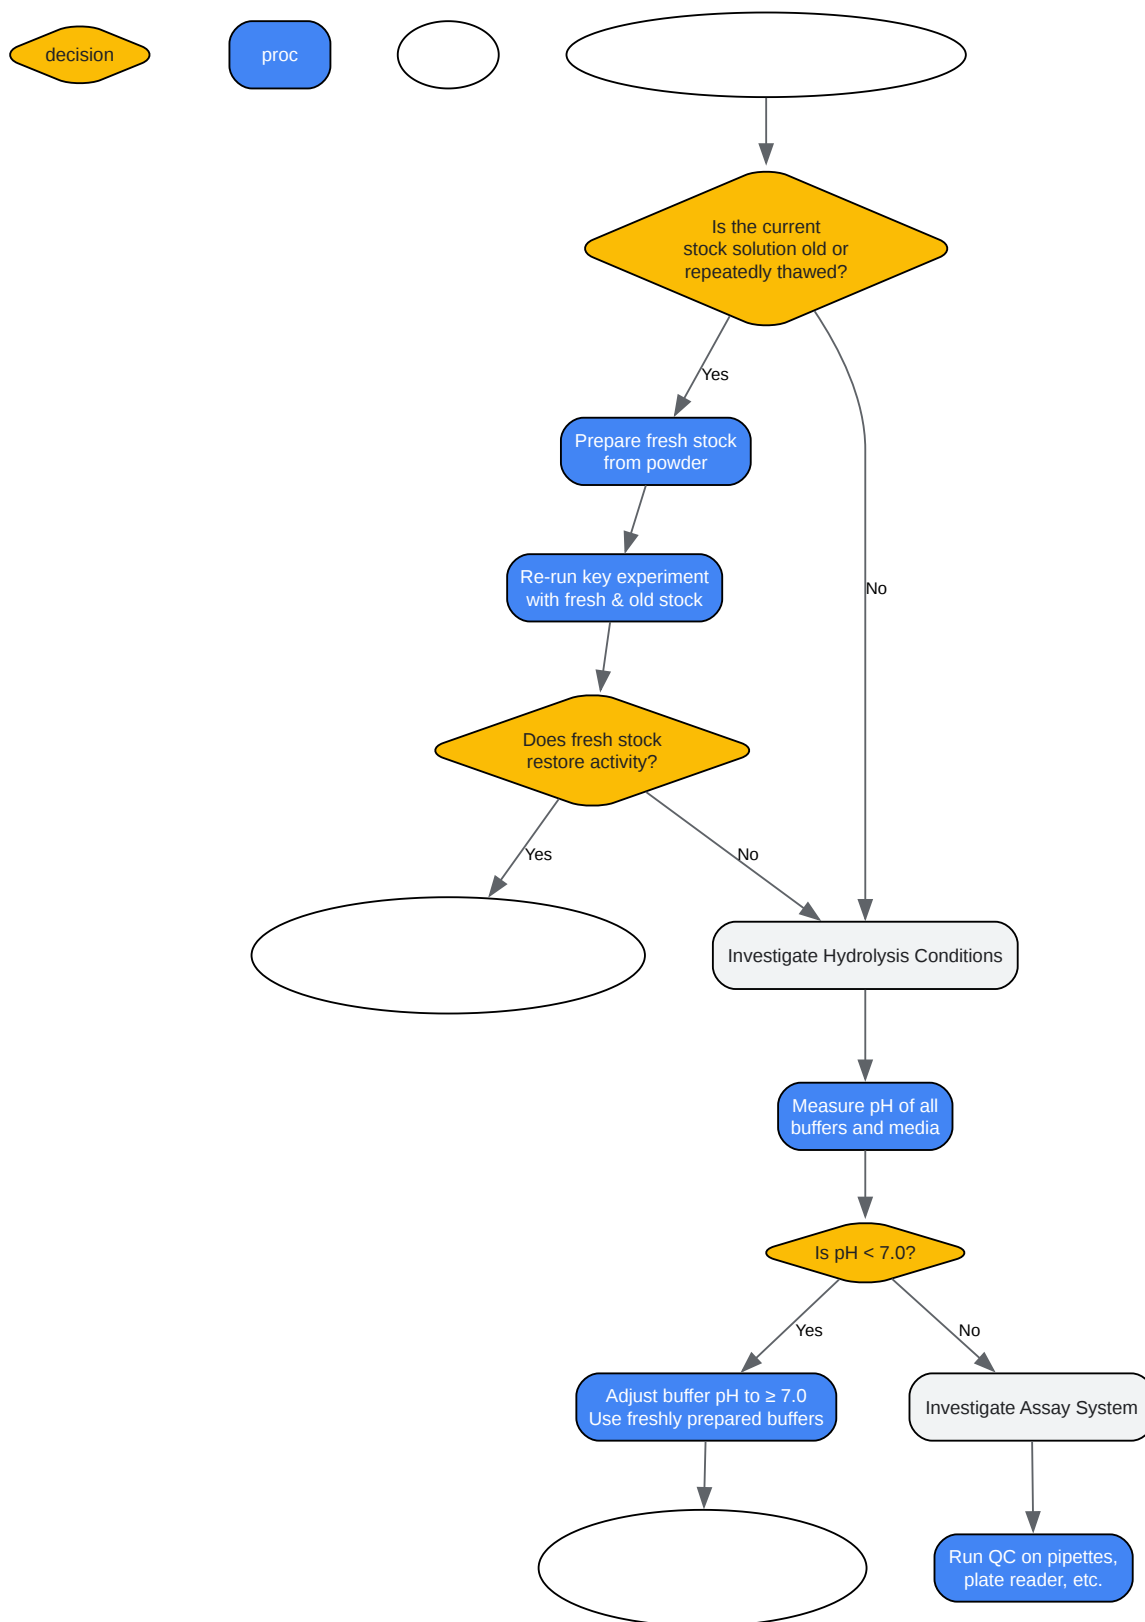 decision
proc
Is the current
stock solution old or
repeatedly thawed?
Yes
Prepare fresh stock
from powder
Re-run key experiment
with fresh & old stock
No
Does fresh stock
restore activity?
Yes
No
Investigate Hydrolysis Conditions
Measure pH of all
buffers and media
Is pH < 7.0?
Yes
No
Adjust buffer pH to ≥ 7.0
Use freshly prepared buffers
Investigate Assay System
Run QC on pipettes,
plate reader, etc.